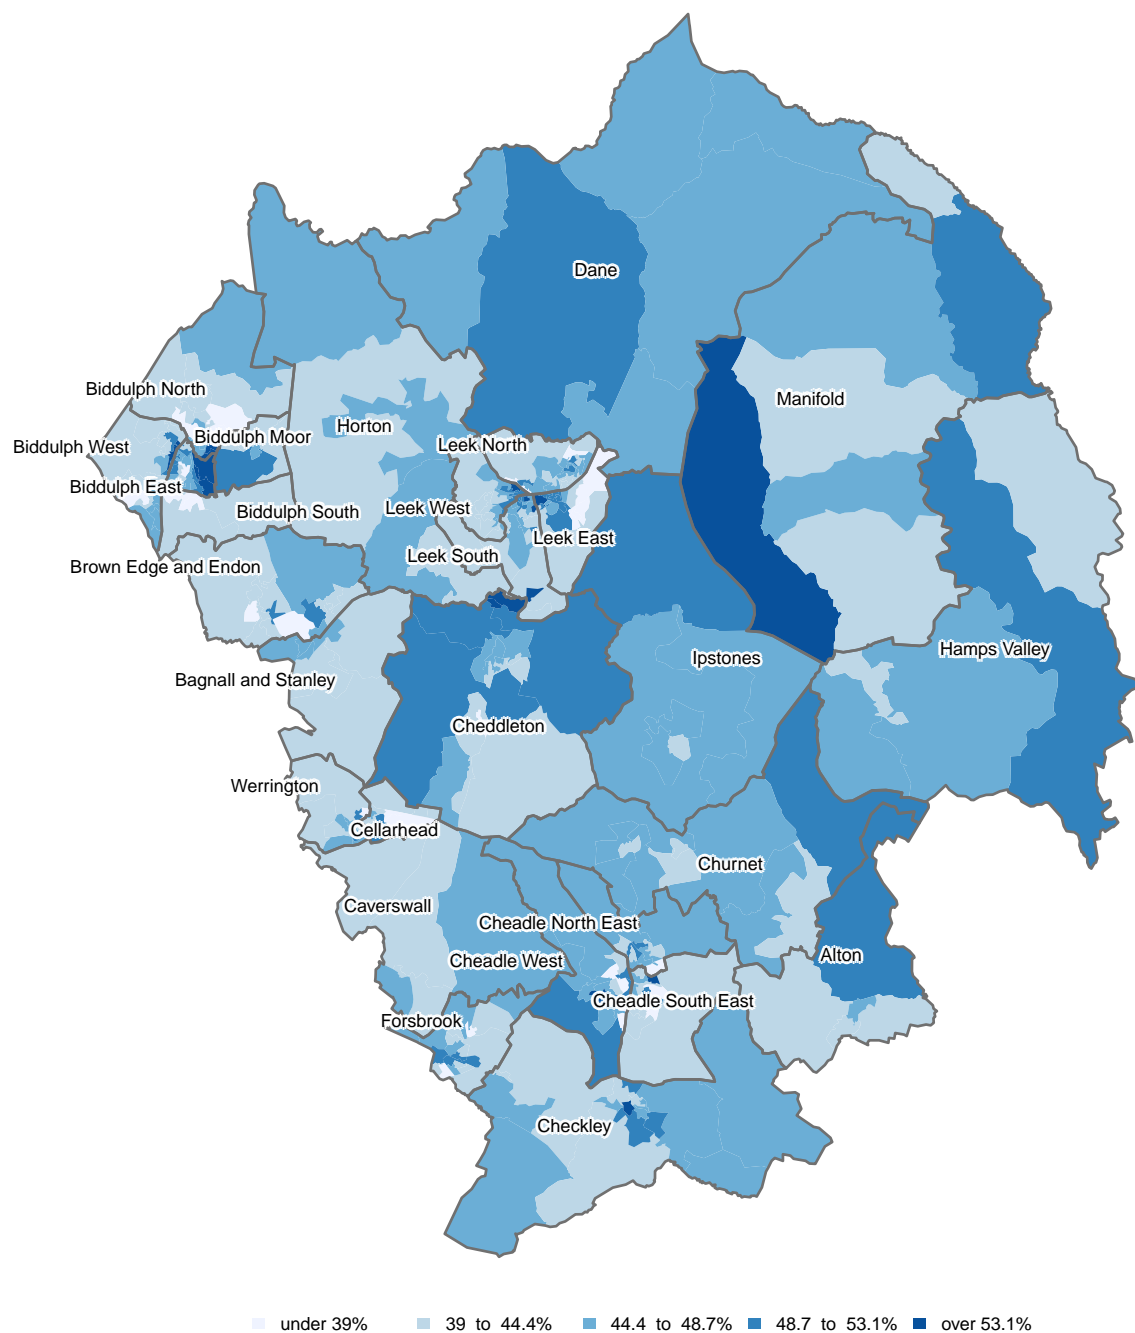 Dane
Biddulph North
Manifold
Horton
Biddulph Moor
Leek North
Biddulph West
Biddulph East
Leek West
Biddulph South
Leek East
Leek South
Brown Edge and Endon
Hamps Valley
Ipstones
Bagnall and Stanley
Cheddleton
Werrington
Cellarhead
Churnet
Caverswall
Cheadle North East
Alton
Cheadle West
Cheadle South East
Forsbrook
Checkley
under 39% 39 to 44.4% 44.4 to 48.7% 48.7 to 53.1% over 53.1%